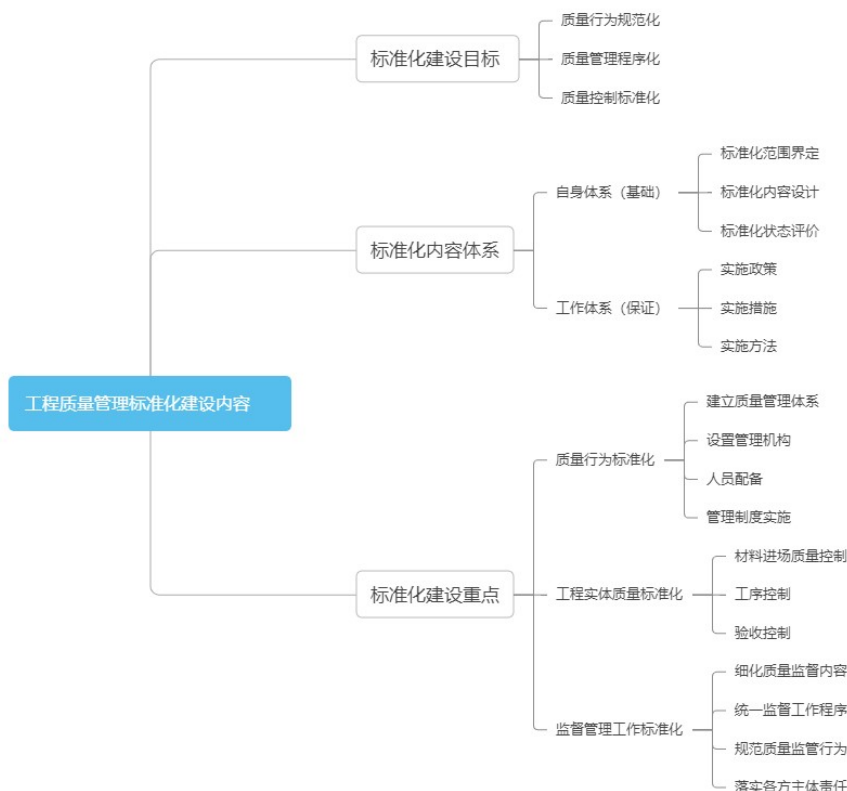 工程质量管理标准化建设内容
标准化建设目标
质量行为规范化
质量管理程序化
质量控制标准化
标准化内容体系
自身体系（基础）
标准化范围界定
标准化内容设计
标准化状态评价
工作体系（保证）
实施政策
实施措施
实施方法
标准化建设重点
质量行为标准化
建立质量管理体系
设置管理机构
人员配备
管理制度实施
工程实体质量标准化
材料进场质量控制
工序控制
验收控制
监督管理工作标准化
细化质量监督内容
统一监督工作程序
规范质量监管行为
落实各方主体责任